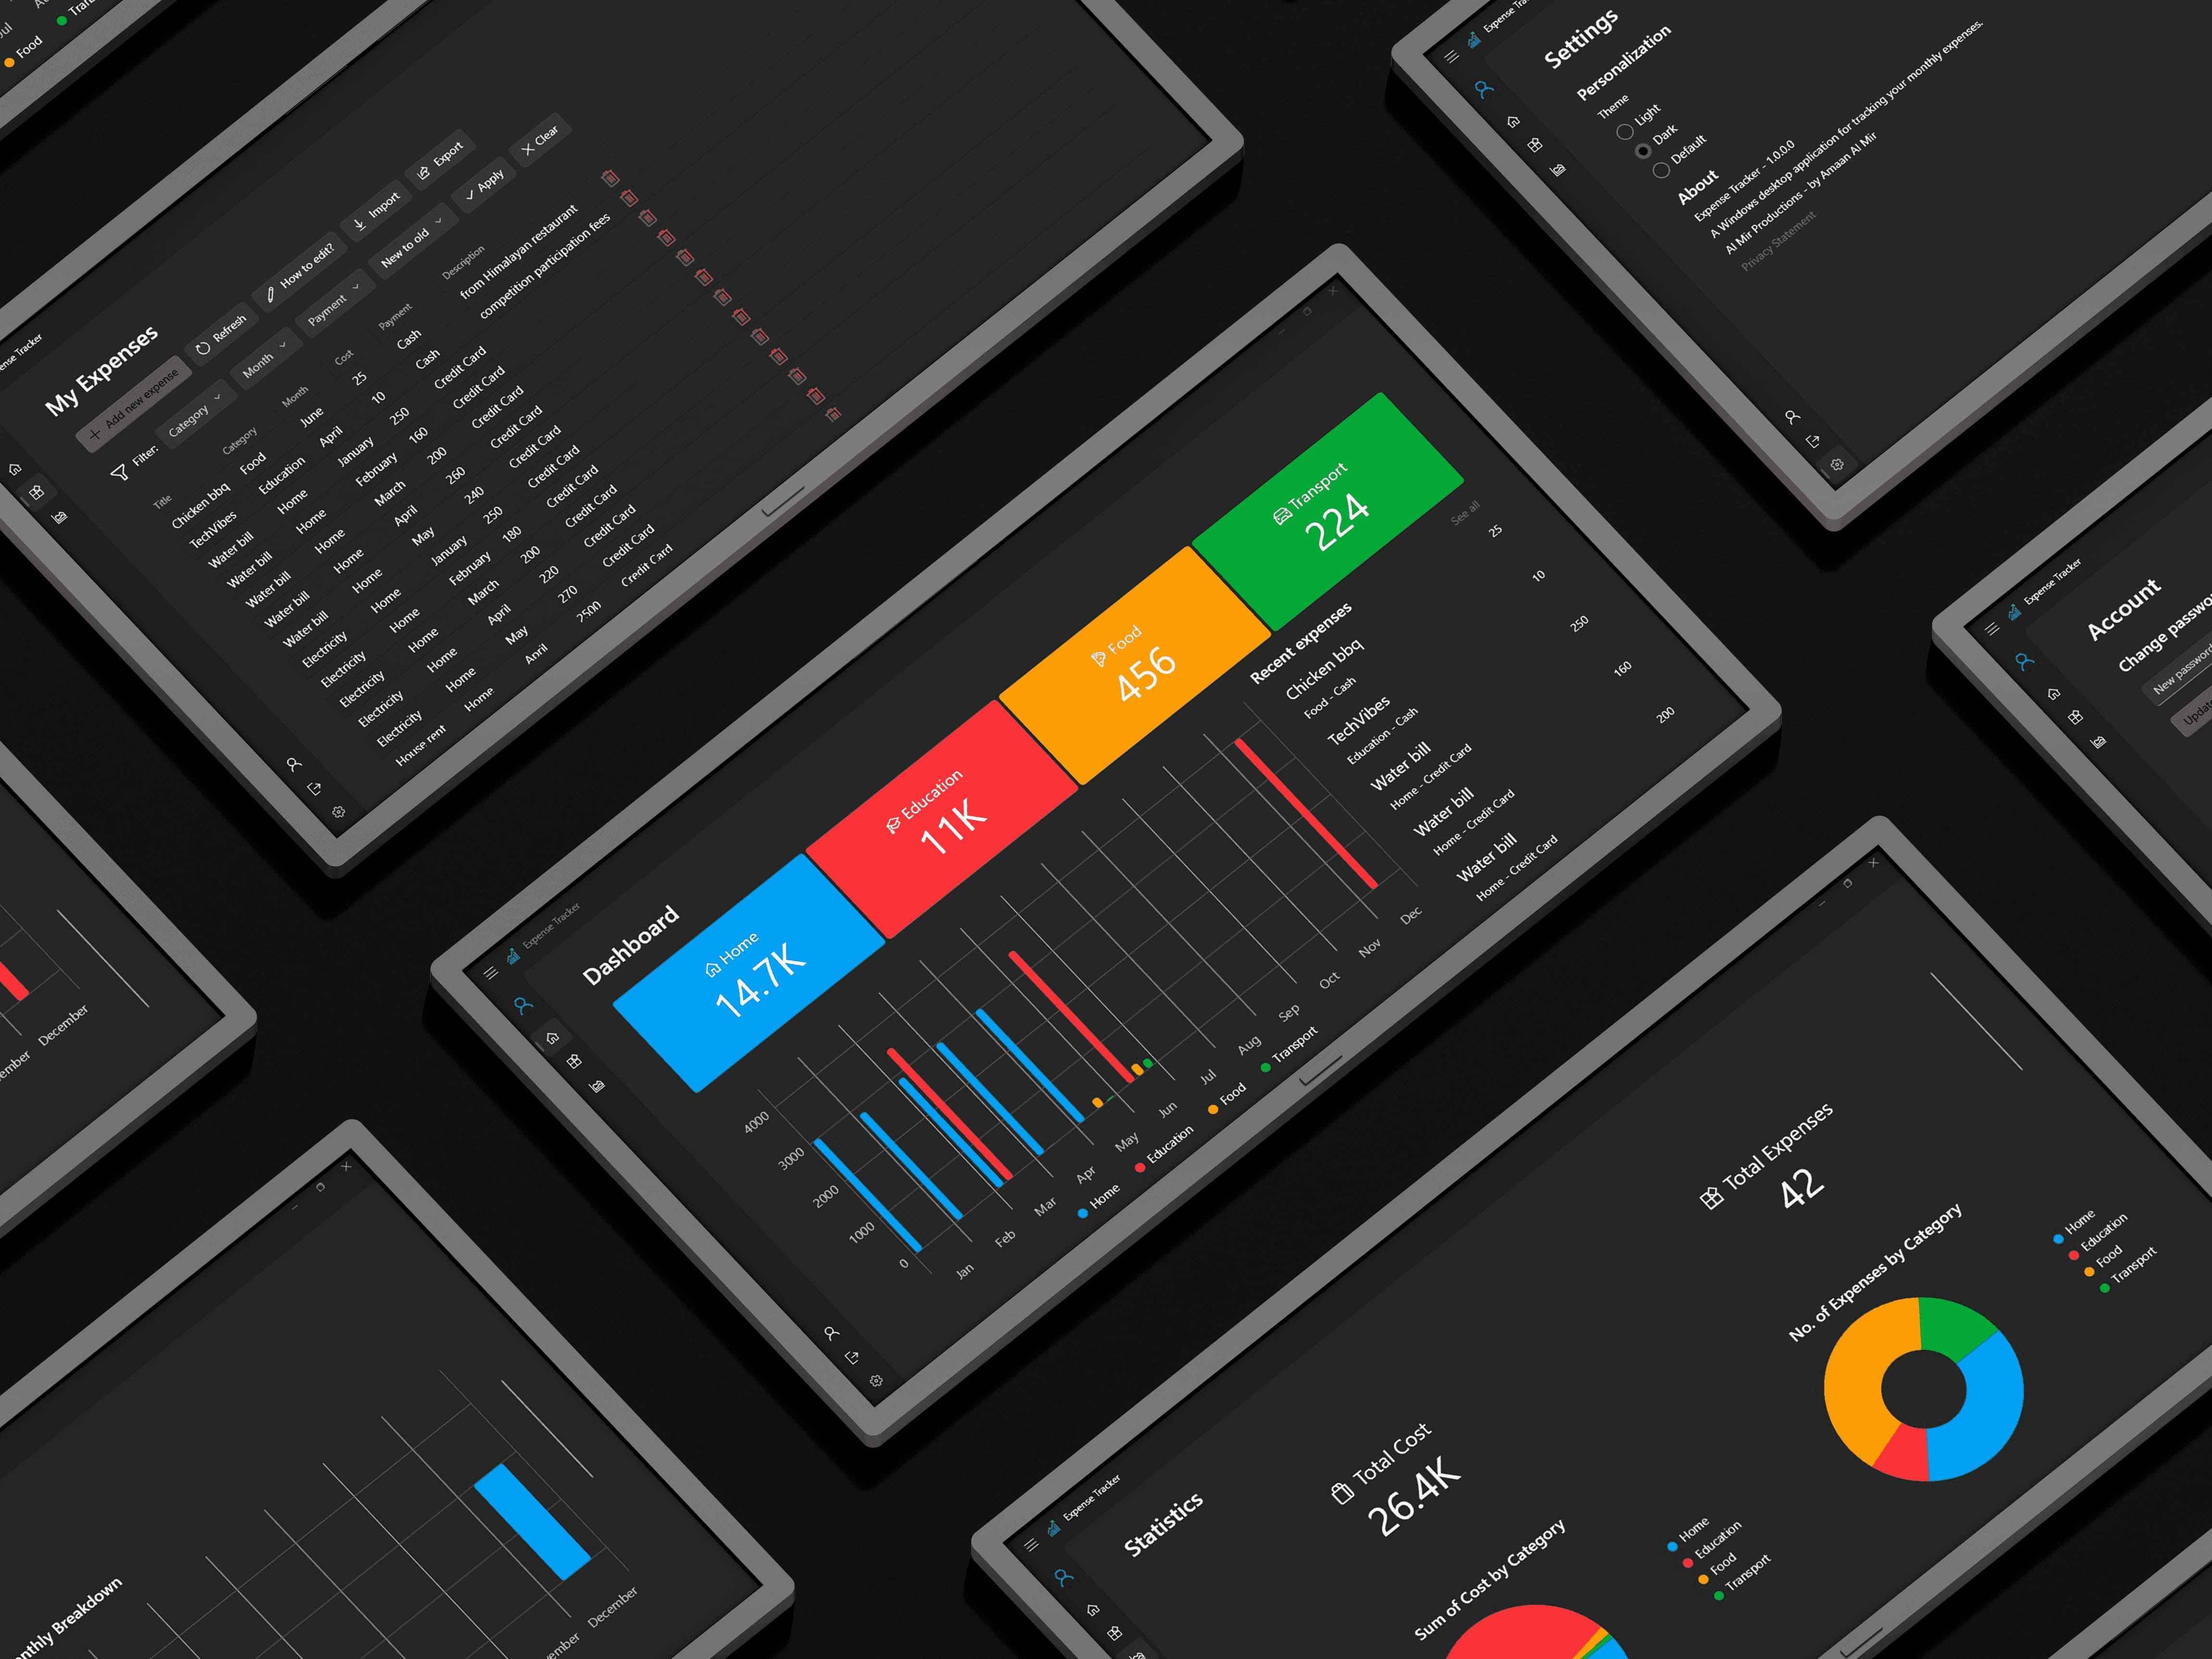 Jul
Food
My Expenses
Add new expense
Refresh
How to edit?
Import
Export
Filter:
Category
Month
Payment
New to old
Apply
Clear
Title Category Month Cost Payment Description
Chicken bbq Food June 25 Cash from Himalayan restaurant
TechVibes Education April 10 Cash competition participation fees
Water bill Home January 250 Credit Card
Water bill Home February 160 Credit Card
Water bill Home March 200 Credit Card
Water bill Home April 260 Credit Card
Water bill Home May 240 Credit Card
Electricity Home January 250 Credit Card
Electricity Home February 180 Credit Card
Electricity Home March 200 Credit Card
Electricity Home April 220 Credit Card
Electricity Home May 270 Credit Card
House rent Home April 2500 Credit Card
Settings
Personalization
Theme
Light
Dark
Default
About
Expense Tracker - 1.0.0.0
A Windows desktop application for tracking your monthly expenses.
Al Mir Productions - by Amaan Al Mir
Privacy Statement
Expense Tracker
Dashboard
Home
14.7K
Education
11K
Food
456
Transport
224
4000
3000
2000
1000
0
Jan Feb Mar Apr May Jun Jul Aug Sep Oct Nov Dec
Home Education Food Transport
Recent expenses See all
Chicken bbq 25
Food - Cash
TechVibes 10
Education - Cash
Water bill 250
Home - Credit Card
Water bill 160
Home - Credit Card
Water bill 200
Home - Credit Card
Expense Tracker
Account
Change passwor
New password
Update
December
Breakdown
December
Expense Tracker
Statistics
Total Cost
26.4K
Total Expenses
42
Sum of Cost by Category
Home
Education
Food
Transport
No. of Expenses by Category
Home
Education
Food
Transport